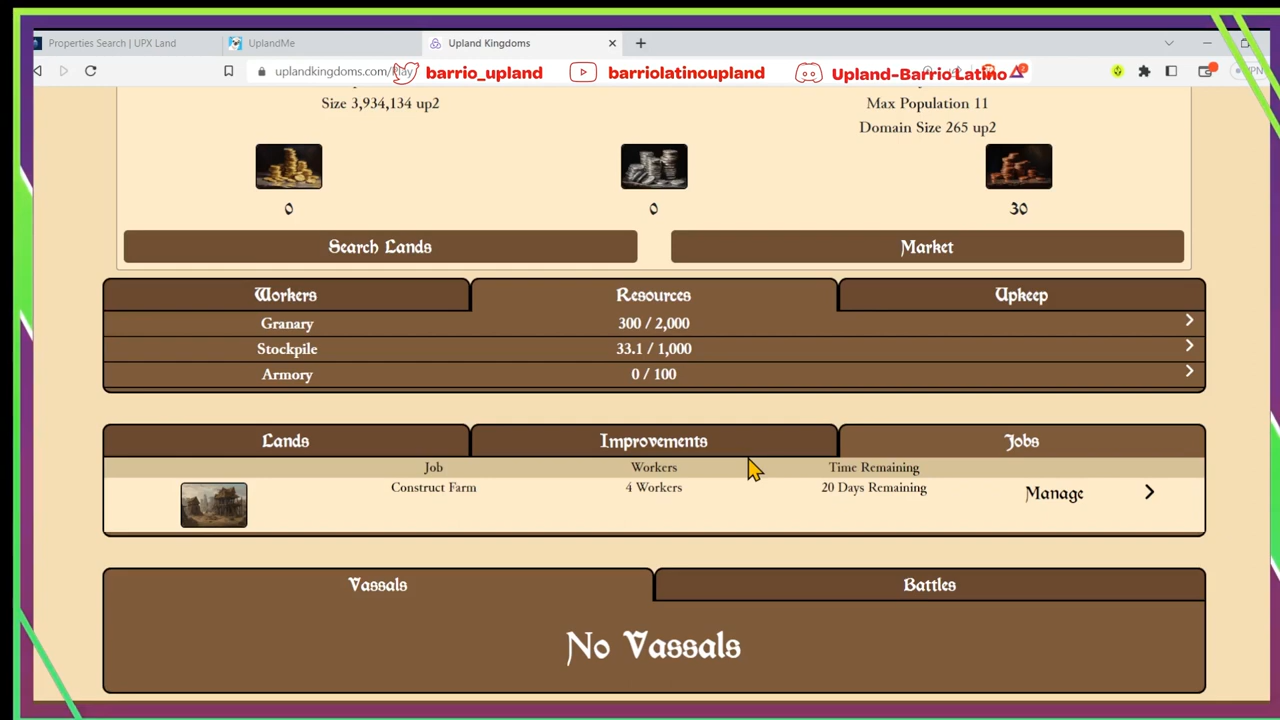 Properties Search | UPX Land
UplandMe
Upland Kingdoms
uplandkingdoms.com/Play
barrio_upland
barriolatinoupland
Upland-Barrio Latino
Size 3,934,134 up2
Max Population 11
Domain Size 265 up2
0
0
30
Search Lands
Market
Workers
Resources
Upkeep
Granary
300 / 2,000
Stockpile
33.1 / 1,000
Armory
0 / 100
Lands
Improvements
Jobs
Job
Workers
Time Remaining
Construct Farm
4 Workers
20 Days Remaining
Manage
Vassals
Battles
No Vassals